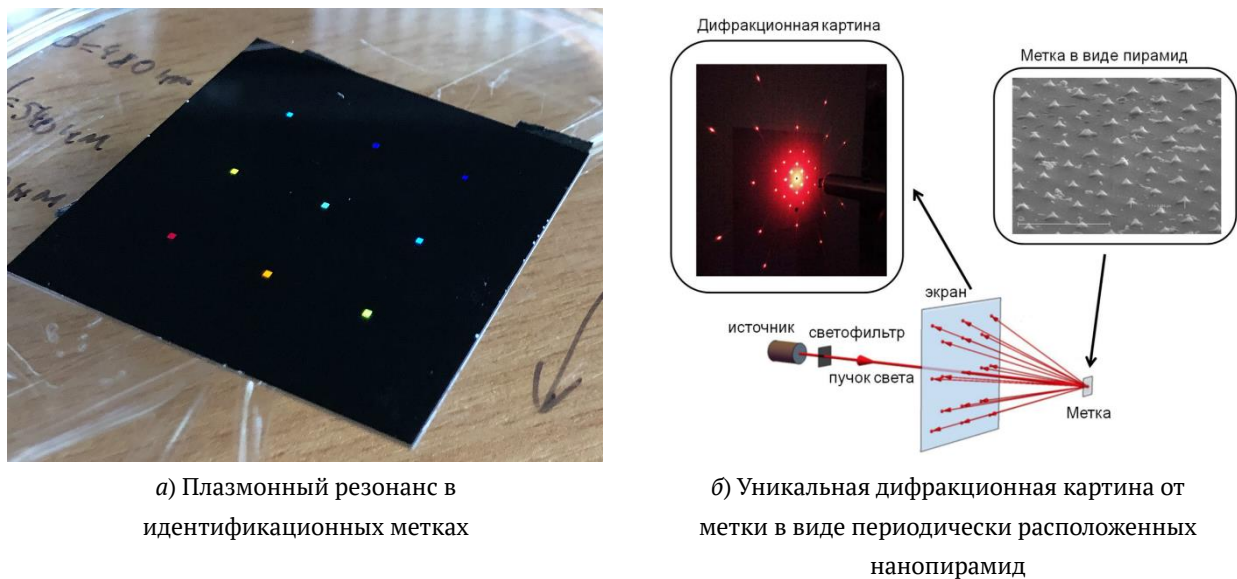 d=480нм
Дифракционная картина
Метка в виде пирамид
экран
источник
светофильтр
пучок света
Метка
а) Плазмонный резонанс в
идентификационных метках
б) Уникальная дифракционная картина от
метки в виде периодически расположенных
нанопирамид